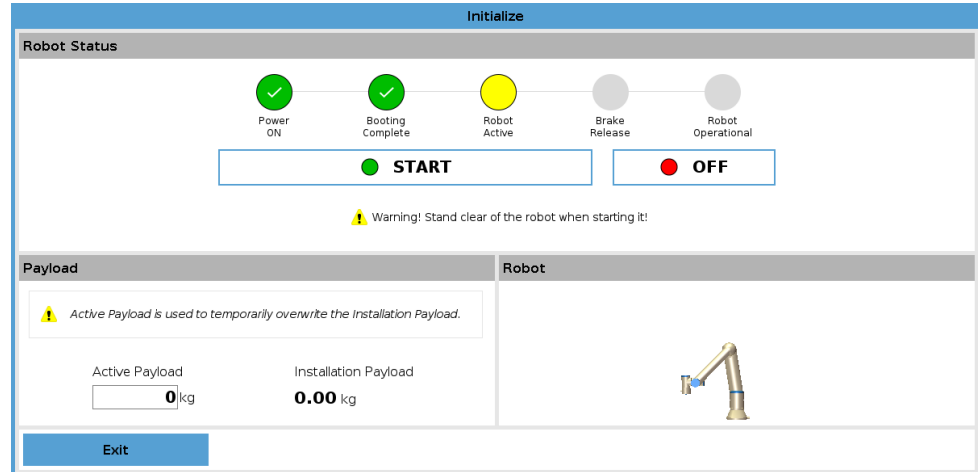 Initialize
Robot Status
Power ON
Booting Complete
Robot Active
Brake Release
Robot Operational
START
OFF
Warning! Stand clear of the robot when starting it!
Payload
Robot
Active Payload is used to temporarily overwrite the Installation Payload.
Active Payload
Installation Payload
0 kg
0.00 kg
Exit